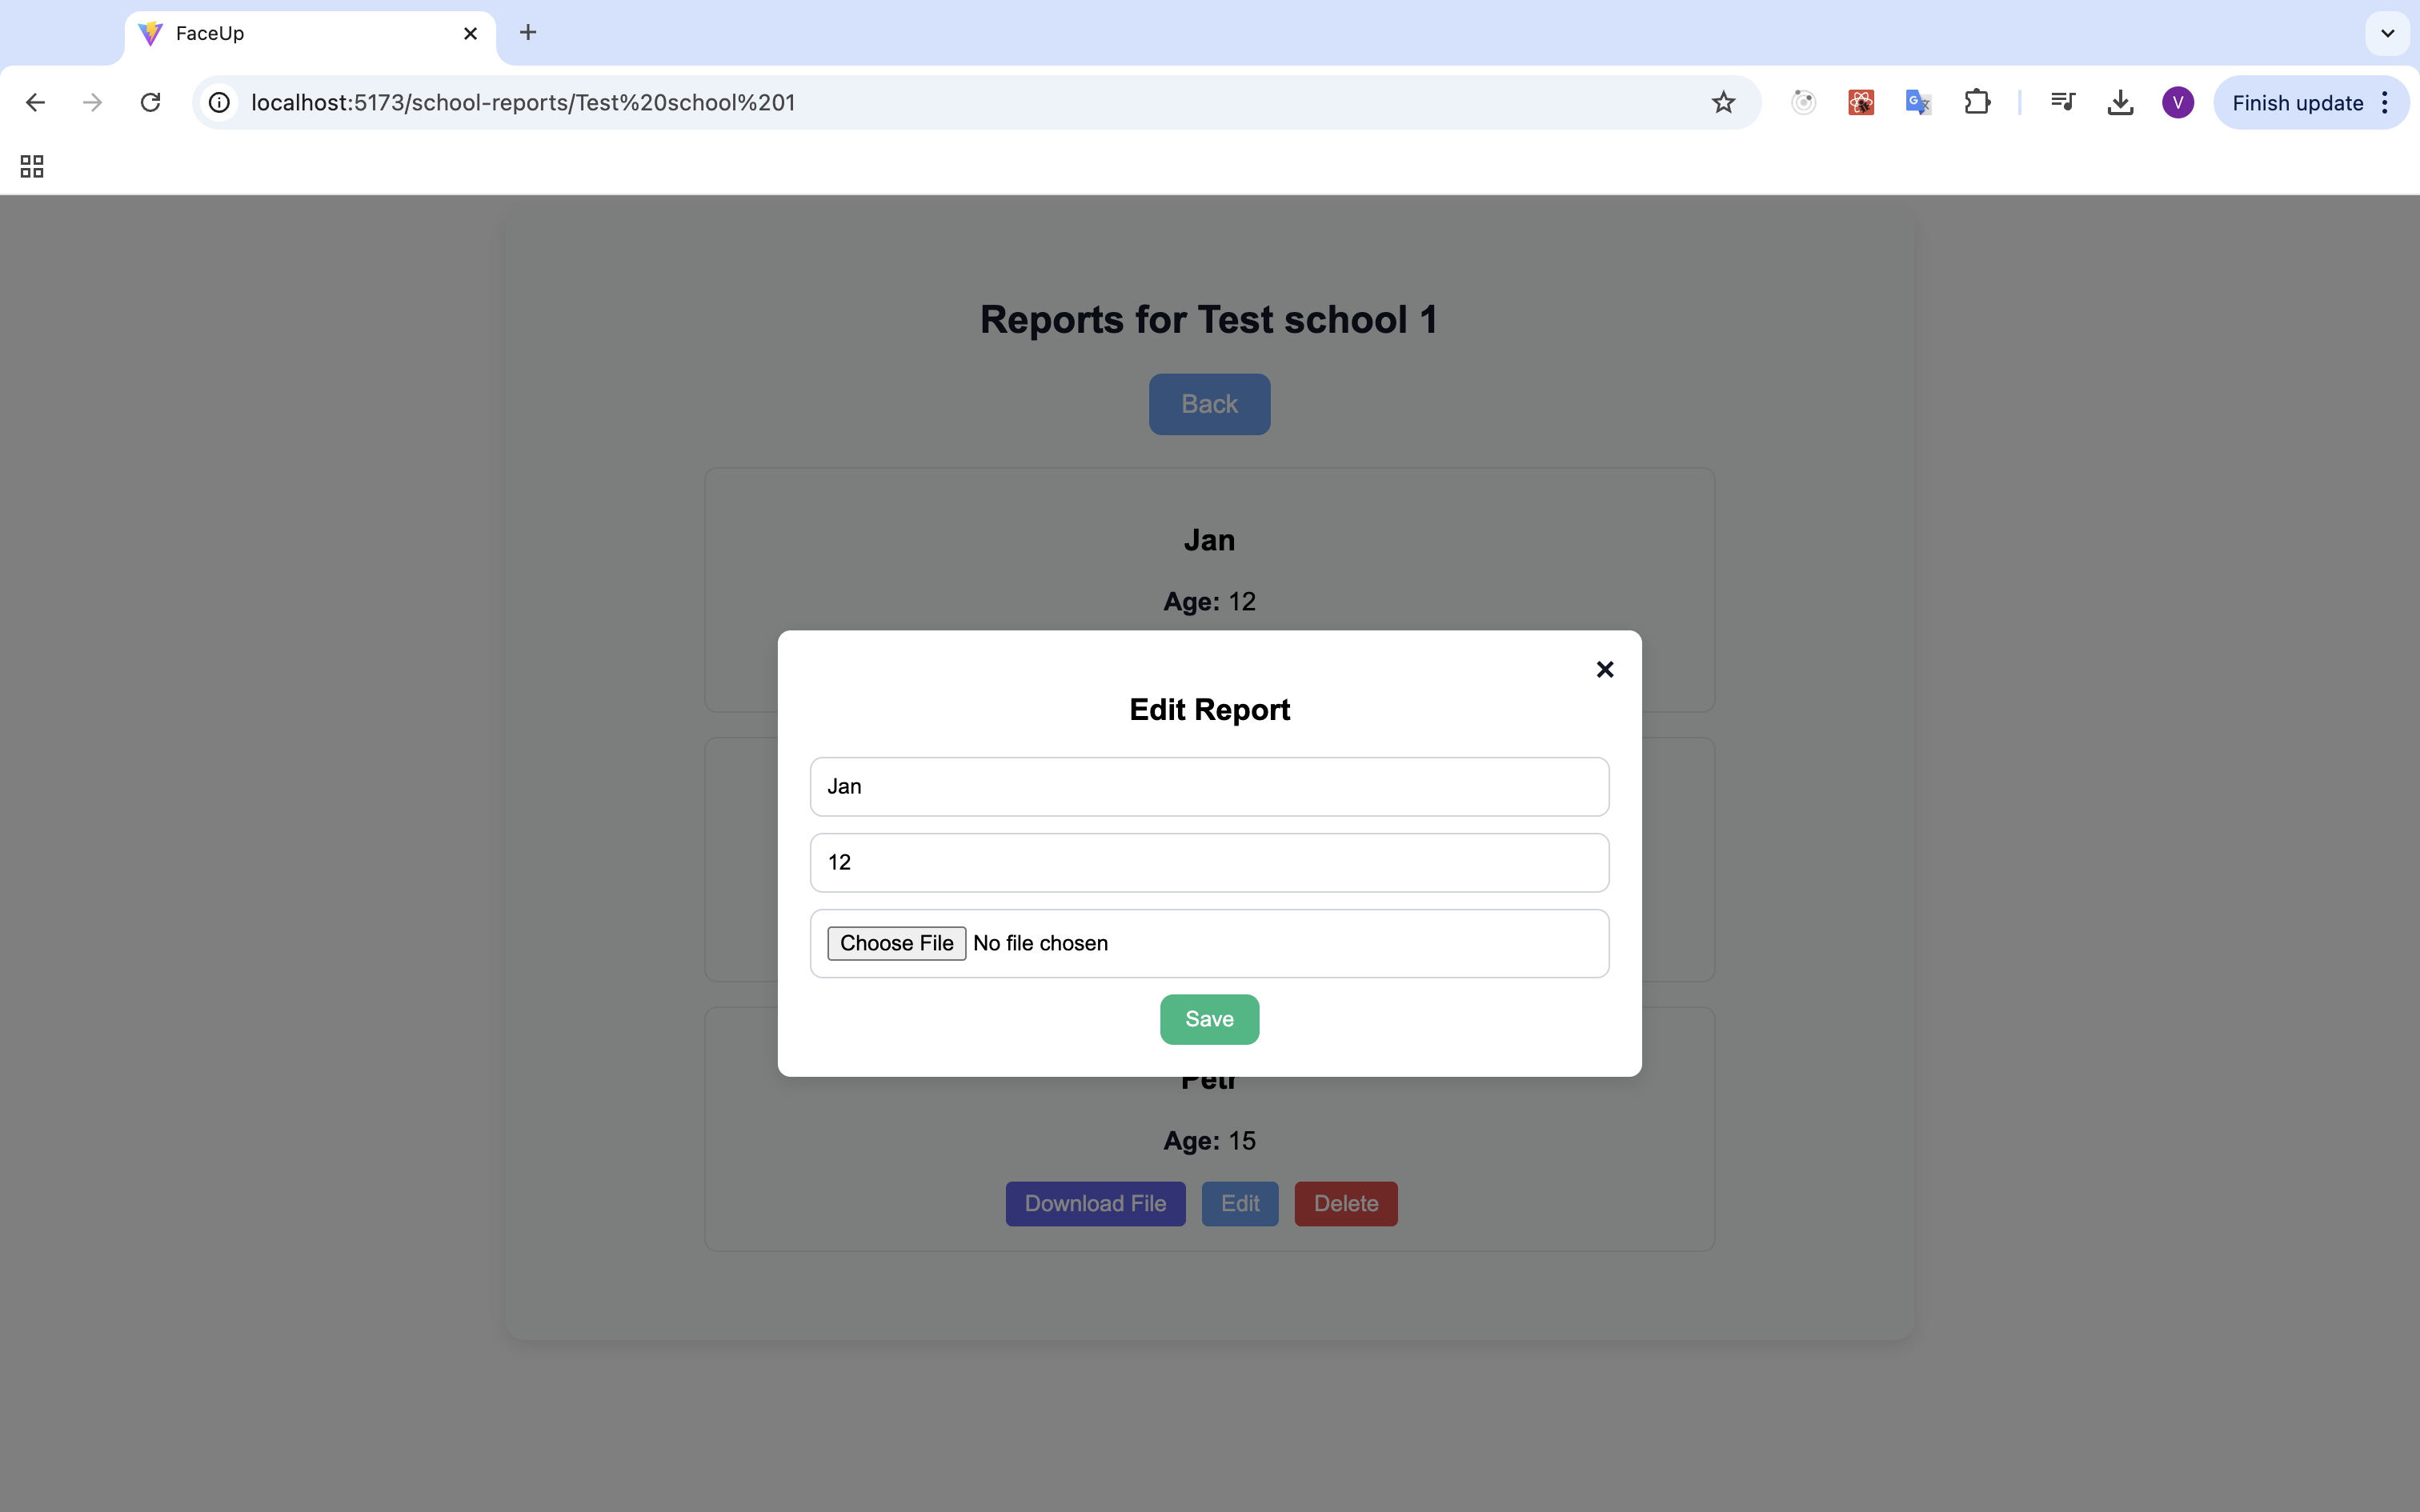 FaceUp
localhost:5173/school-reports/Test%20school%201
V
Finish update
Reports for Test school 1
Back
Jan
Age: 12
Edit Report
Jan
12
Choose File No file chosen
Save
Petr
Age: 15
Download File Edit Delete